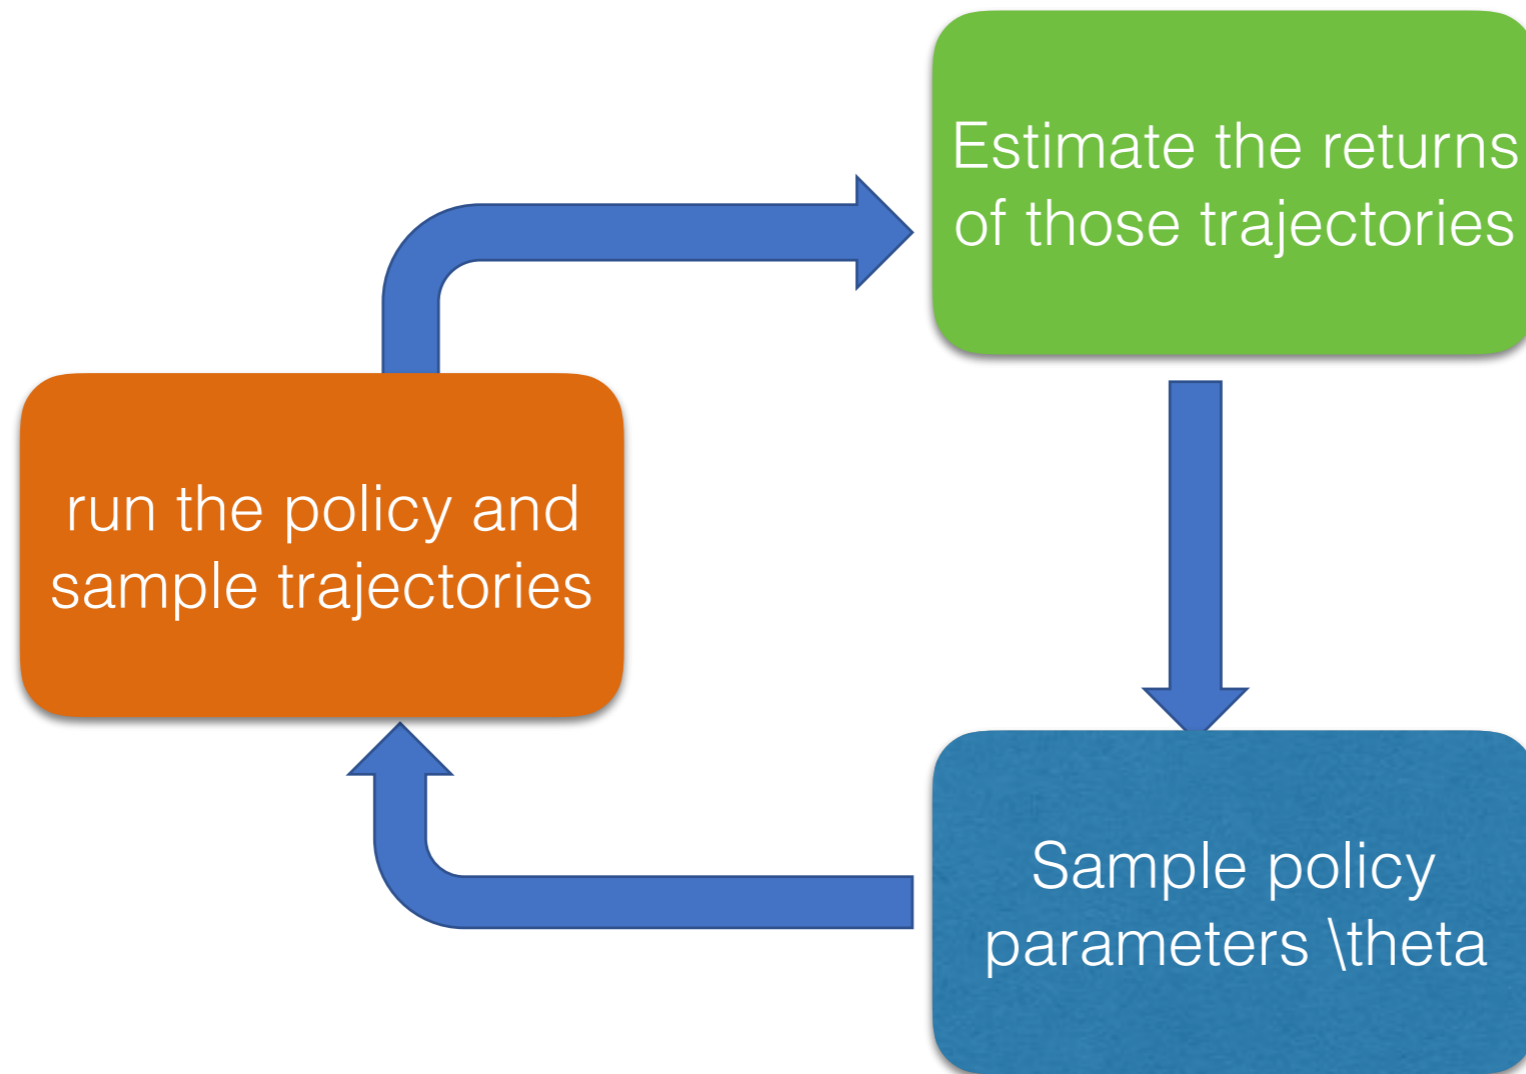 Estimate the returns
of those trajectories
run the policy and
sample trajectories
Sample policy
parameters \theta